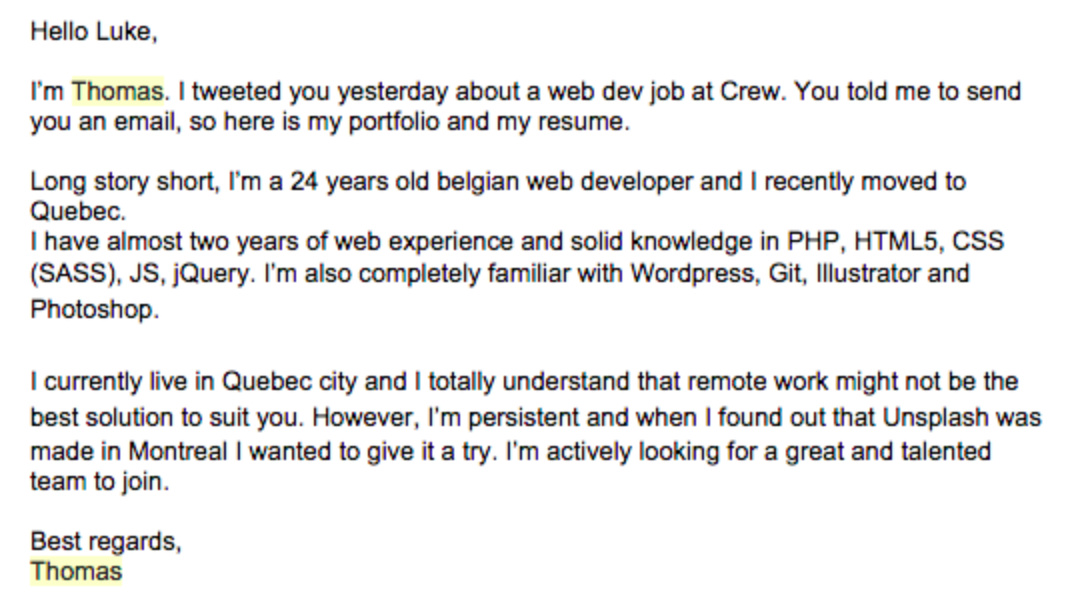 Hello Luke,
I'm Thomas. I tweeted you yesterday about a web dev job at Crew. You told me to send
you an email, so here is my portfolio and my resume.
Long story short, I'm a 24 years old belgian web developer and I recently moved to
Quebec.
I have almost two years of web experience and solid knowledge in PHP, HTML5, CSS
(SASS), JS, jQuery. I'm also completely familiar with Wordpress, Git, Illustrator and
Photoshop.
I currently live in Quebec city and I totally understand that remote work might not be the
best solution to suit you. However, I'm persistent and when I found out that Unsplash was
made in Montreal I wanted to give it a try. I'm actively looking for a great and talented
team to join.
Best regards,
Thomas